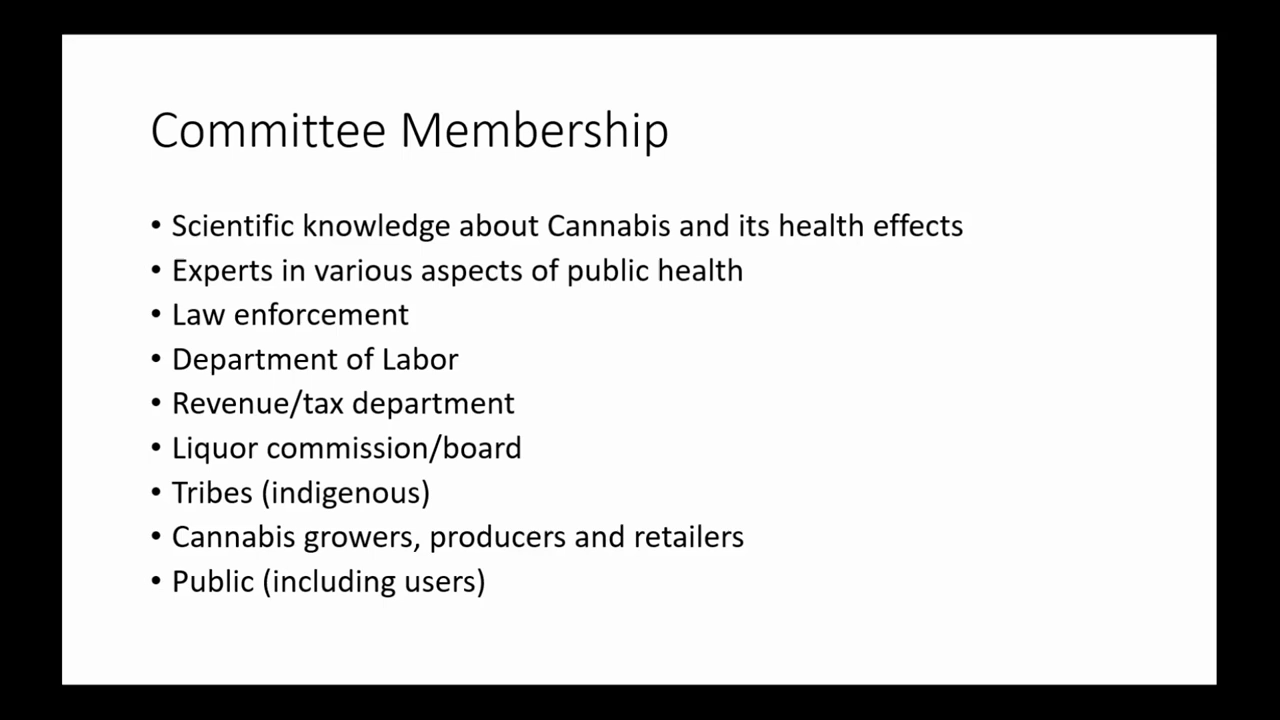 Committee Membership
• Scientific knowledge about Cannabis and its health effects
• Experts in various aspects of public health
• Law enforcement
• Department of Labor
• Revenue/tax department
• Liquor commission/board
• Tribes (indigenous)
• Cannabis growers, producers and retailers
• Public (including users)